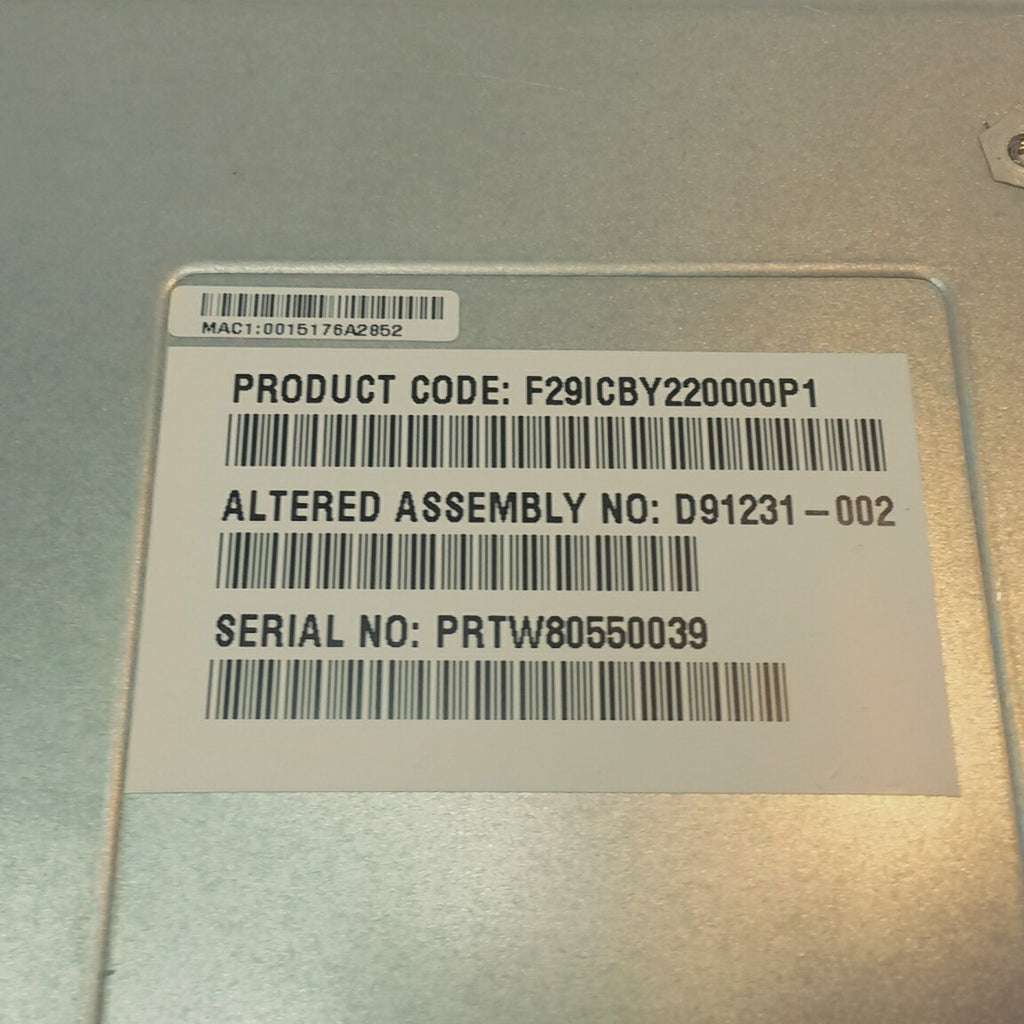 MAC1:0015176A2852
PRODUCT CODE: F29ICBY220000P1
ALTERED ASSEMBLY NO: D91231-002
SERIAL NO: PRTW80550039